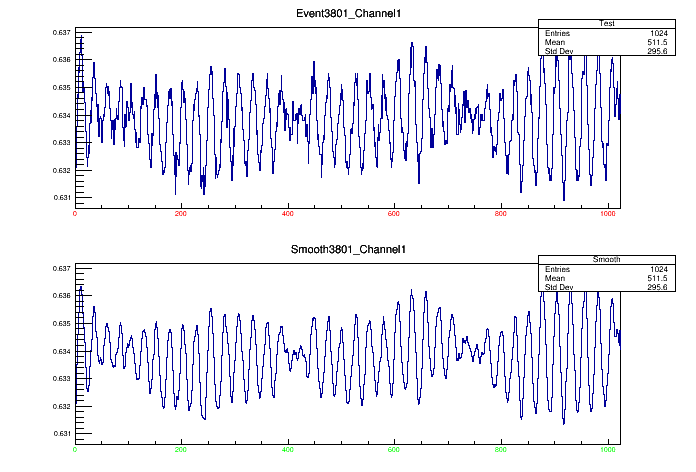 Event3801_Channel1
Test
Entries 1024
Mean 511.5
Std Dev 295.6
0.637
0.636
0.635
0.634
0.633
0.632
0.631
0 200 400 600 800 1000
Smooth3801_Channel1
Smooth
Entries 1024
Mean 511.5
Std Dev 295.6
0.637
0.636
0.635
0.634
0.633
0.632
0.631
0 200 400 600 800 1000